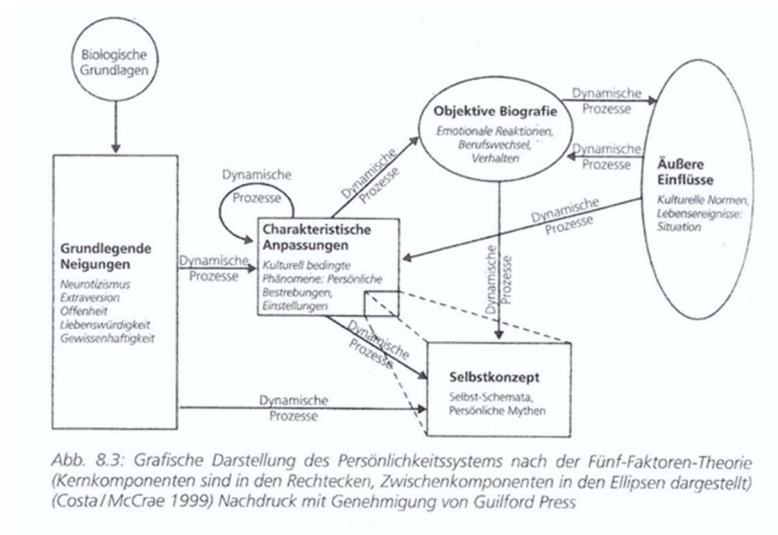 Biologische
Grundlagen
Grundlegende
Neigungen
Neurotizismus
Extraversion
Offenheit
Liebenswürdigkeit
Gewissenhaftigkeit
Dynamische
Prozesse
Dynamische
Prozesse
Charakteristische
Anpassungen
Kulturell bedingte
Phänomene: Persönliche
Bestrebungen,
Einstellungen
Dynamische
Prozesse
Objektive Biografie
Emotionale Reaktionen,
Berufswechsel,
Verhalten
Dynamische
Prozesse
Dynamische
Prozesse
Äußere
Einflüsse
Kulturelle Normen,
Lebensereignisse:
Situation
Dynamische
Prozesse
Dynamische
Prozesse
Dynamische
Prozesse
Dynamische
Prozesse
Selbstkonzept
Selbst-Schemata,
Persönliche Mythen
Abb. 8.3: Grafische Darstellung des Persönlichkeitssystems nach der Fünf-Faktoren-Theorie
(Kernkomponenten sind in den Rechtecken, Zwischenkomponenten in den Ellipsen dargestellt)
(Costa/McCrae 1999) Nachdruck mit Genehmigung von Guilford Press